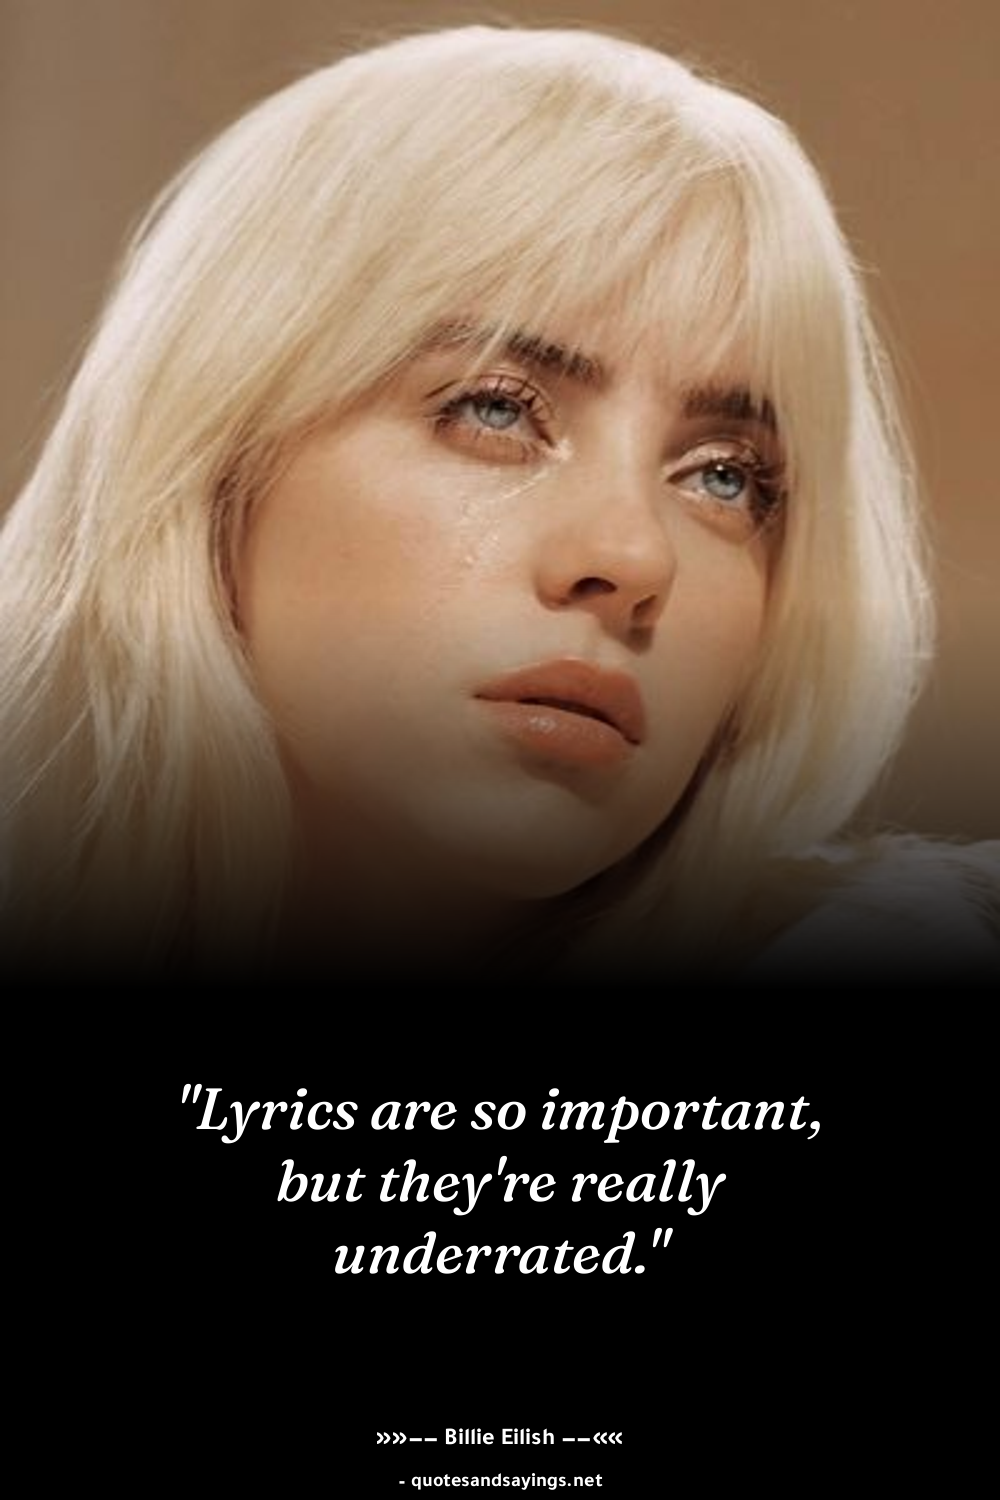 "Lyrics are so important,
but they're really
underrated."
»»–– Billie Eilish ––««
- quotesandsayings.net